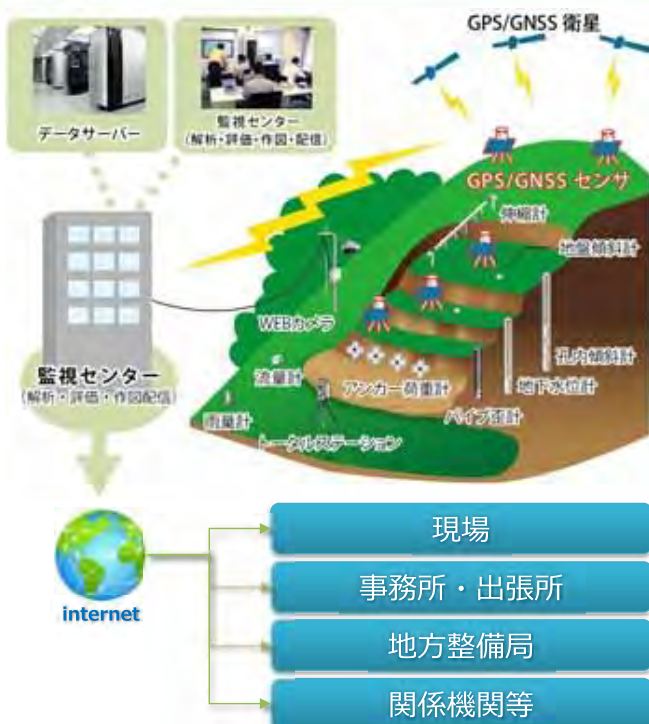 GPS/GNSS 衛星
データサーバー
監視センター
(解析・評価・作図・配信)
GPS/GNSS センサ
伸縮計
地盤傾斜計
WEBカメラ
孔内傾斜計
監視センター
(解析・評価・作図配信)
流量計
アンカー荷重計
地下水位計
雨量計
パイプ歪計
トータルステーション
現場
internet
事務所・出張所
地方整備局
関係機関等